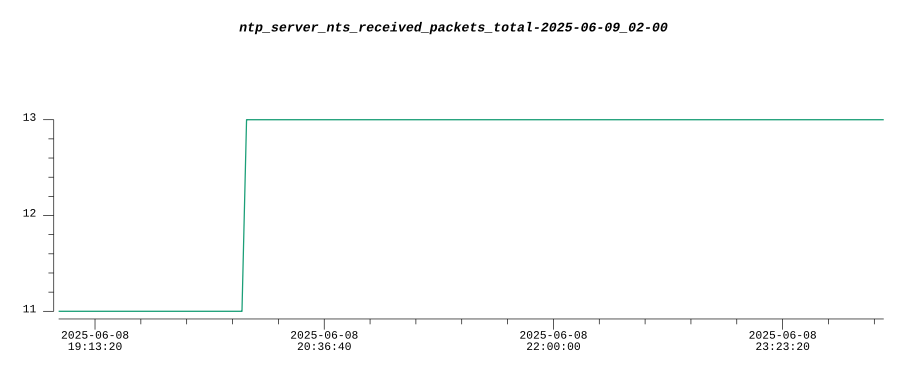 ntp_server_nts_received_packets_total-2025-06-09_02-00
13
12
11
2025-06-08 2025-06-08 2025-06-08 2025-06-08
19:13:20 20:36:40 22:00:00 23:23:20